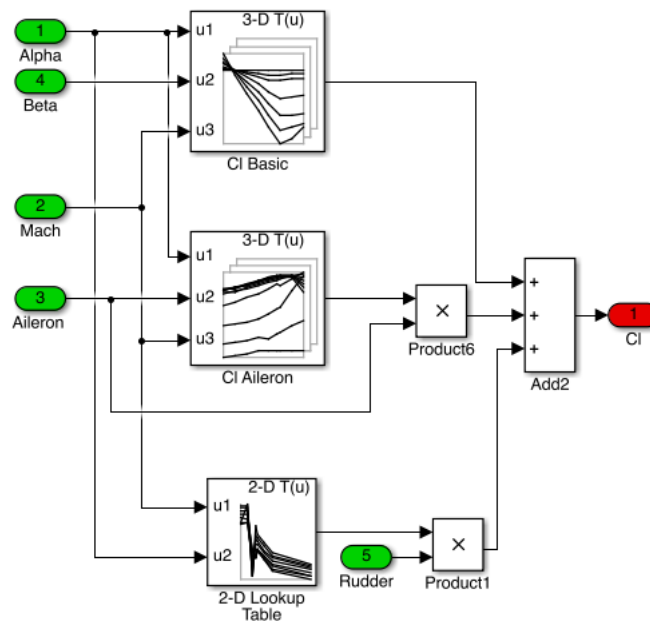 1
Alpha
4
Beta
2
Mach
3
Aileron
3-D T(u)
u1
u2
u3
Cl Basic
3-D T(u)
u1
u2
u3
Cl Aileron
×
Product6
+
+
+
Add2
1
Cl
2-D T(u)
u1
u2
2-D Lookup
Table
5
Rudder
×
Product1